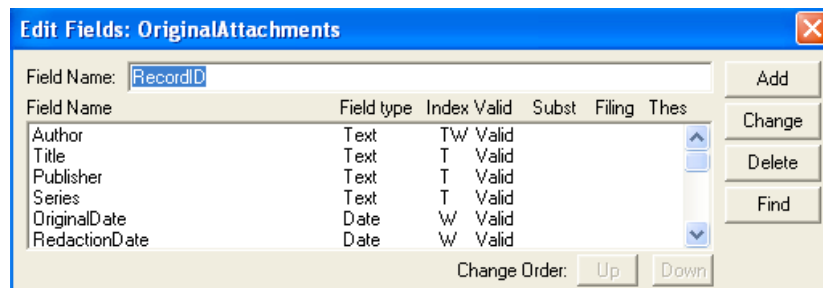 Edit Fields: OriginalAttachments
Field Name: RecordID
Add
Field Name Field type Index Valid Subst Filing Thes
Change
Author Text TW Valid
Title Text T Valid
Delete
Publisher Text T Valid
Series Text T Valid
Find
OriginalDate Date W Valid
RedactionDate Date W Valid
Change Order: Up Down